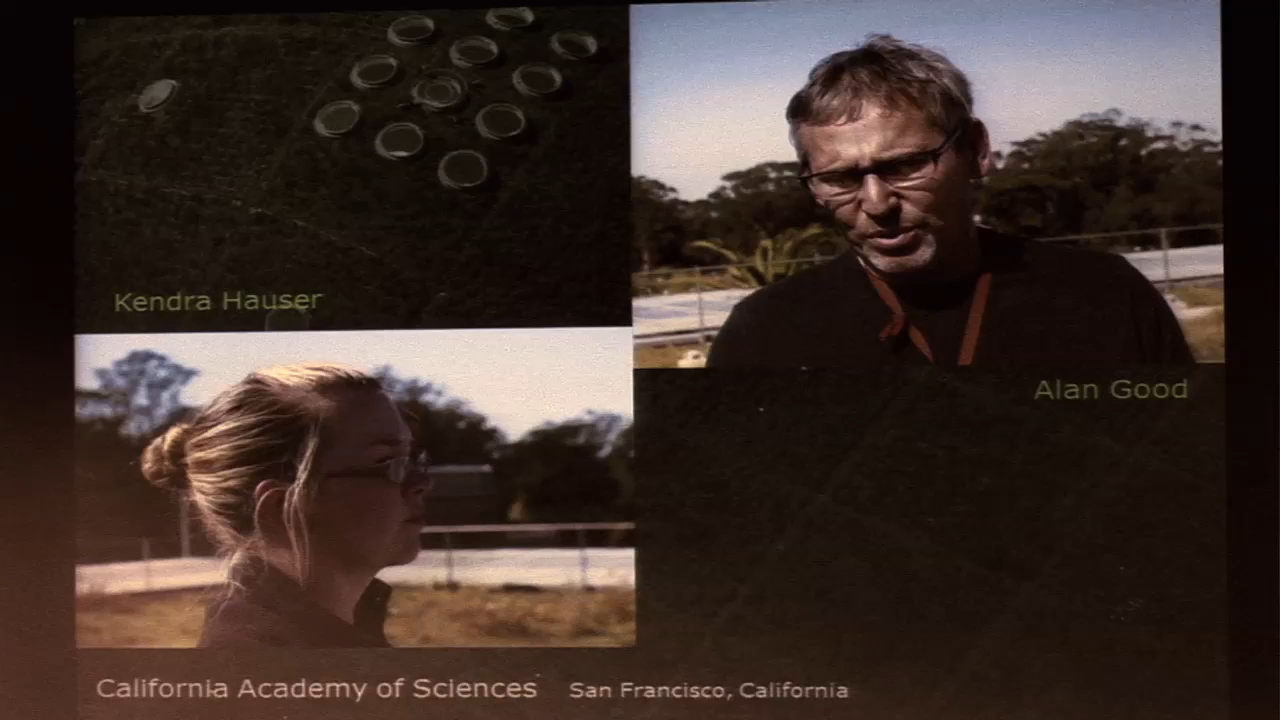 Kendra Hauser
Alan Good
California Academy of Sciences San Francisco, California